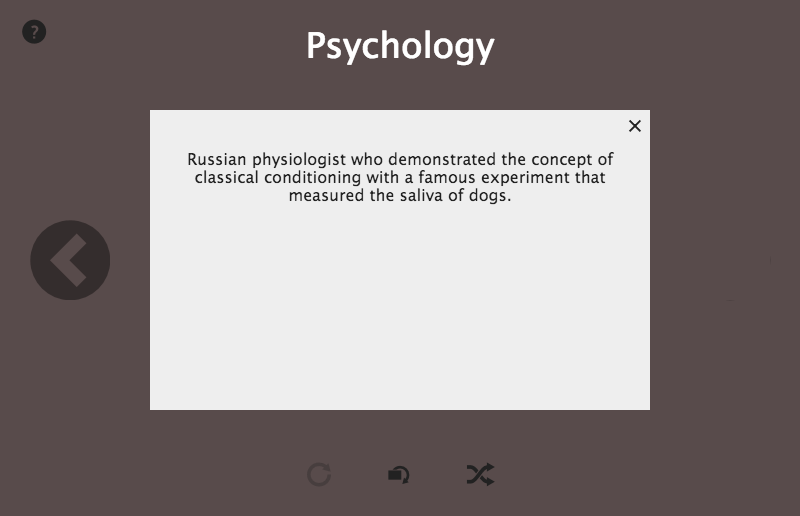 ?
Psychology
Russian physiologist who demonstrated the concept of
classical conditioning with a famous experiment that
measured the saliva of dogs.